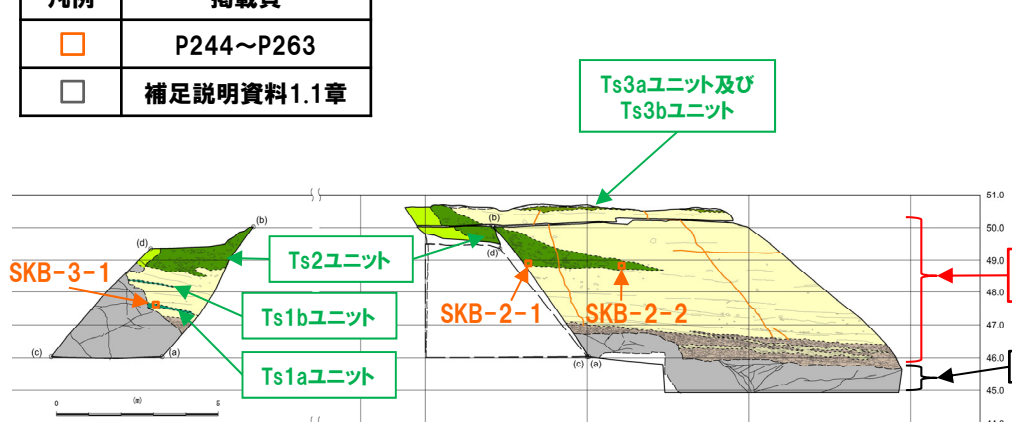 凡例 掲載頁
P244～P263
補足説明資料1.1章
Ts3aユニット及び
Ts3bユニット
51.0
(b)
(b)
50.0
(d)
Ts2ユニット
(d)
49.0
SKB-3-1
SKB-2-1
SKB-2-2
48.0
Ts1bユニット
47.0
(c)
(a)
(c)
(a)
46.0
Ts1aユニット
45.0
0 (m) 5